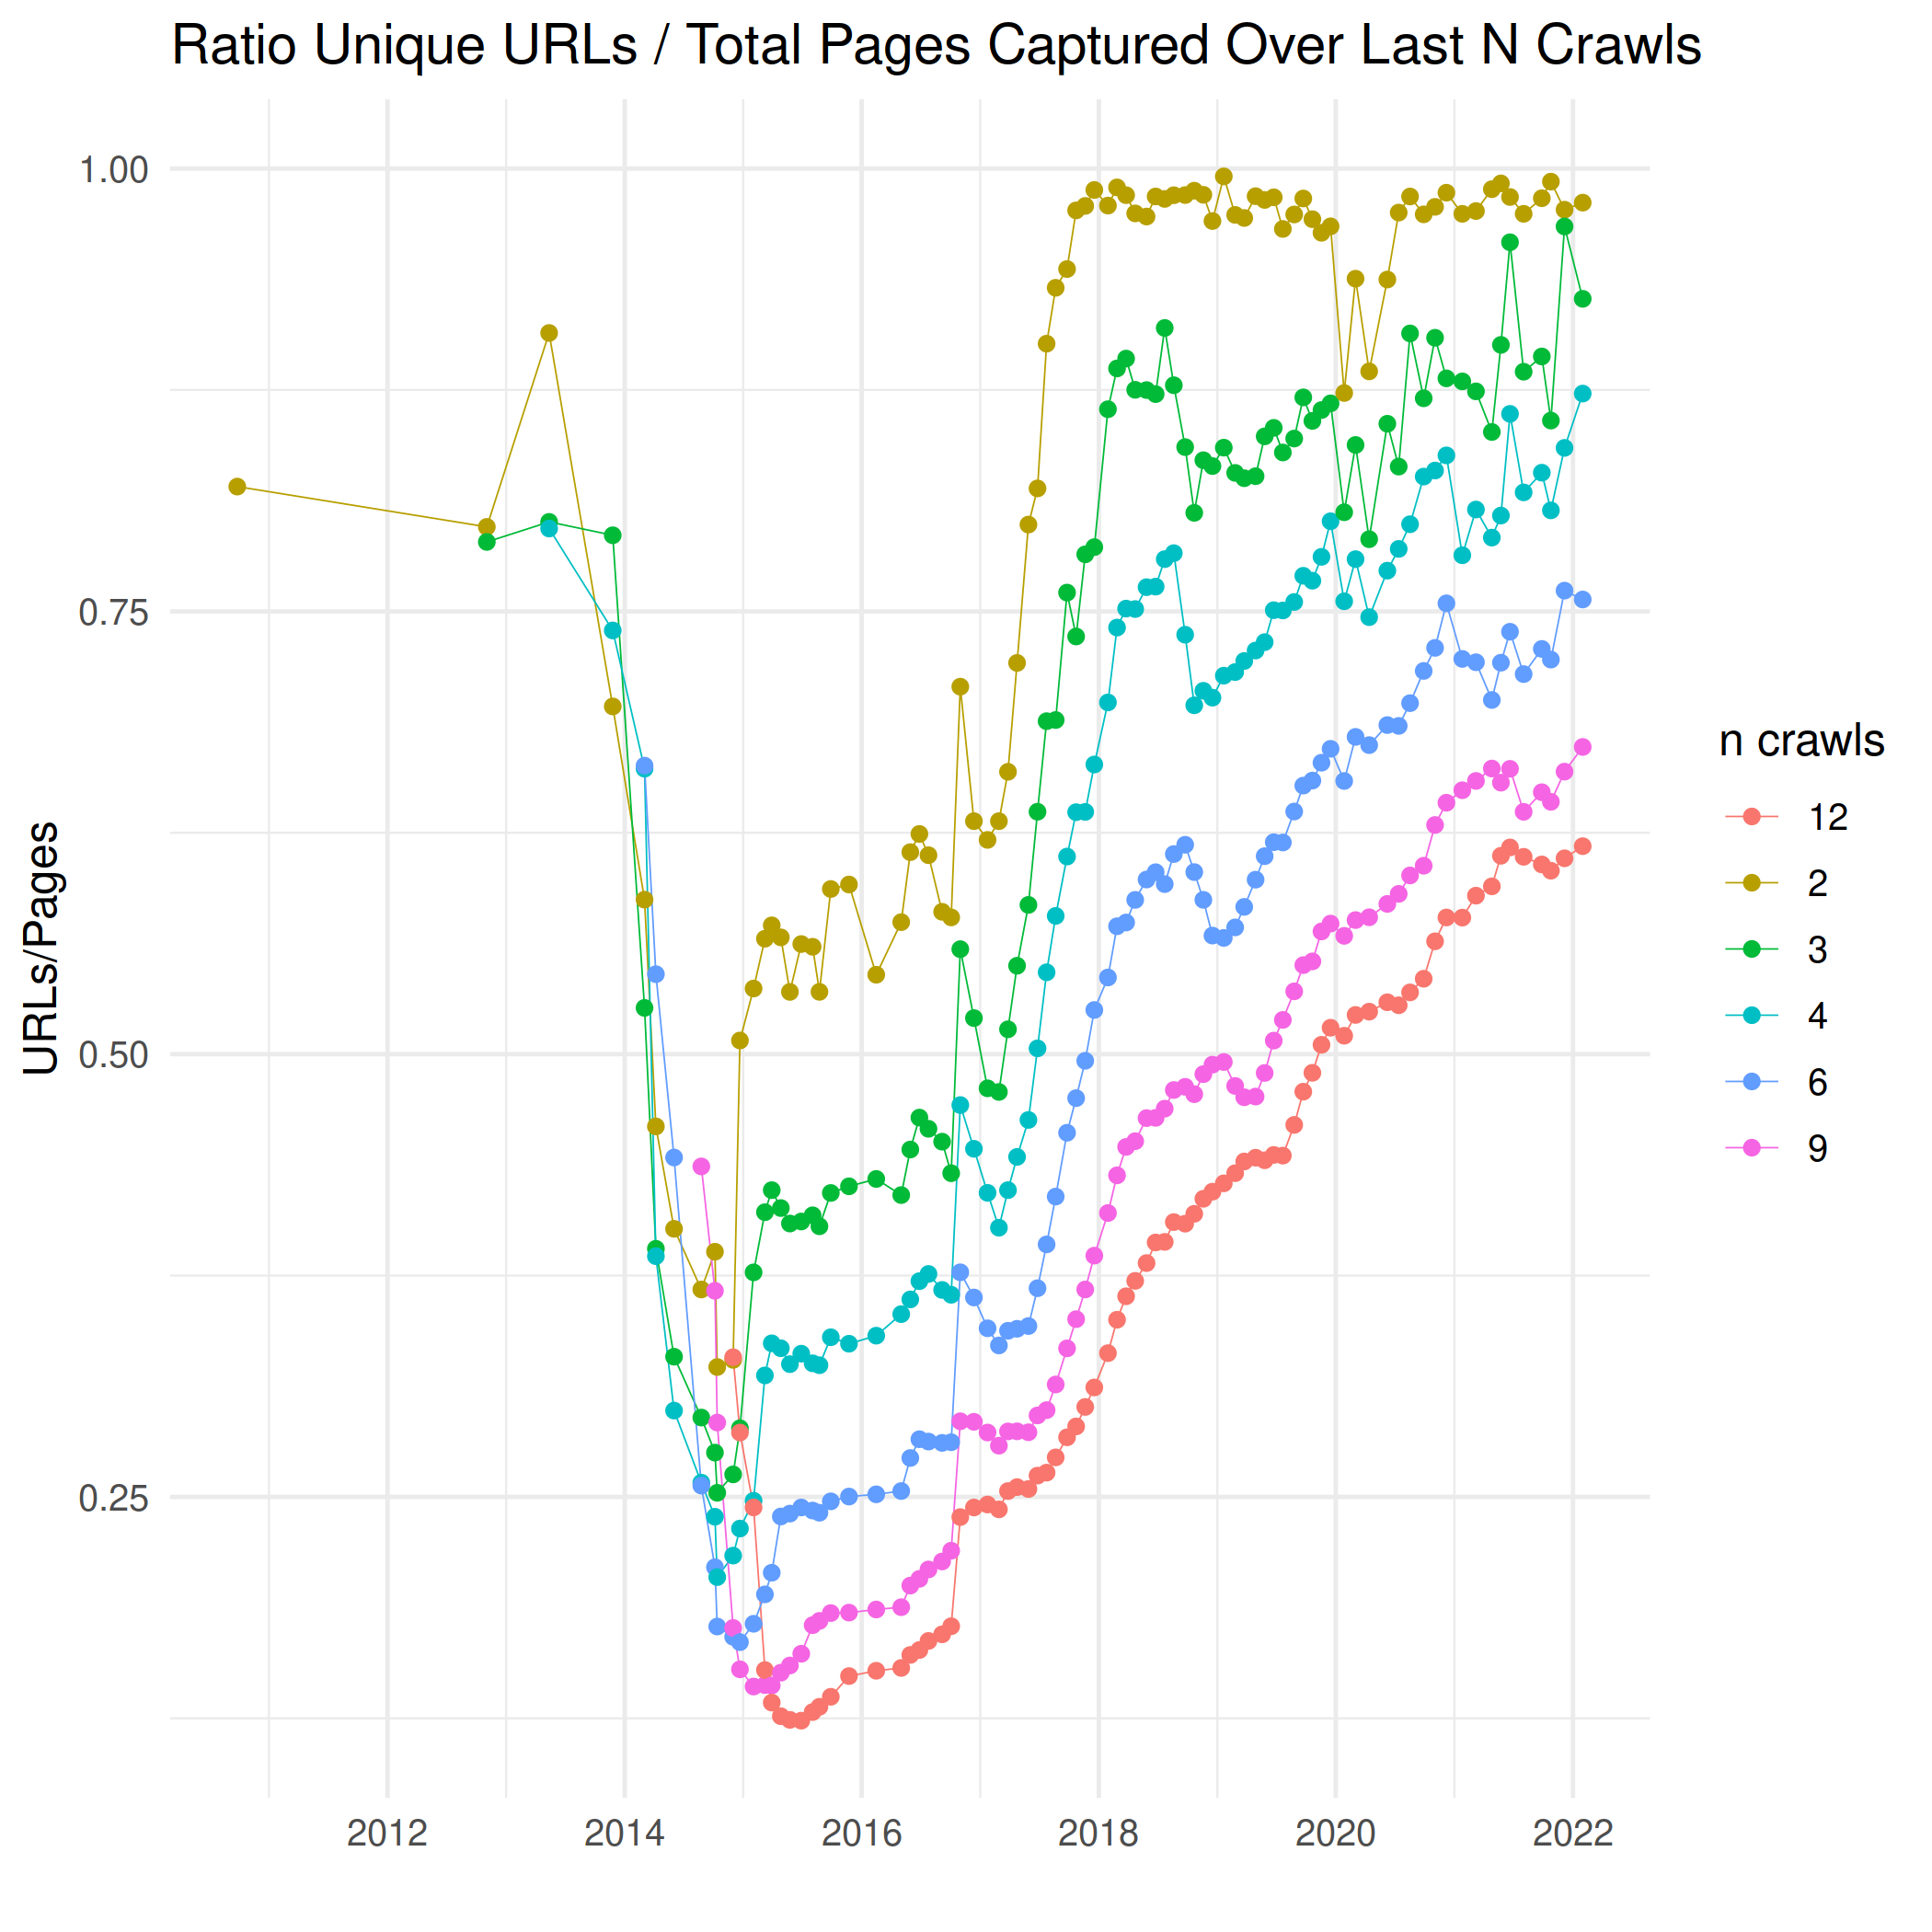 Ratio Unique URLs / Total Pages Captured Over Last N Crawls
URLs/Pages
1.00
0.75
0.50
0.25
2012 2014 2016 2018 2020 2022
n crawls
12
2
3
4
6
9